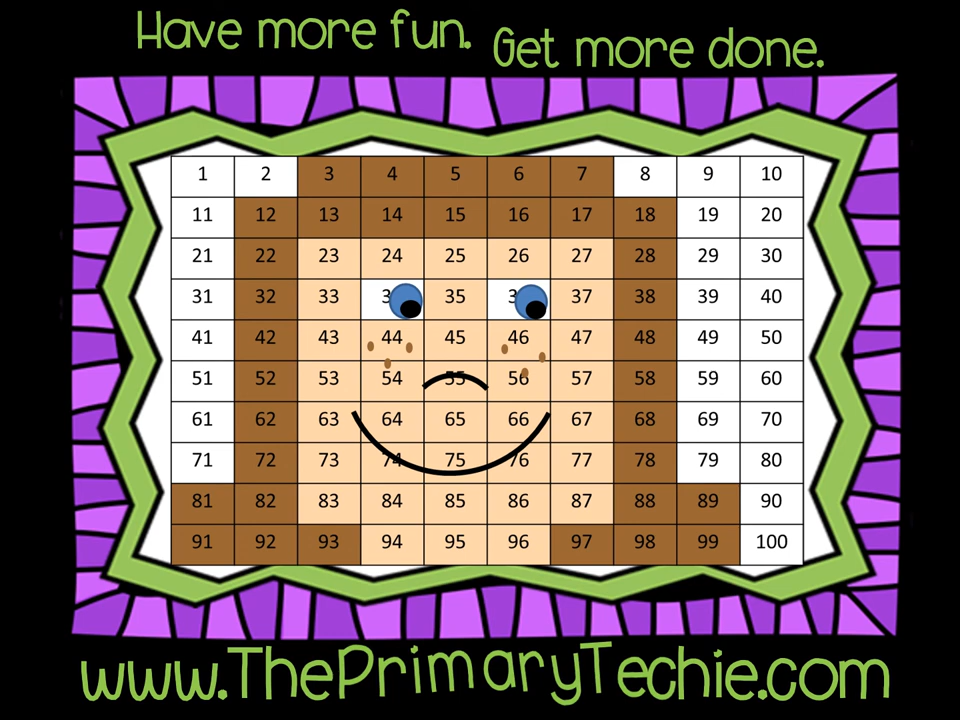 Have more fun. Get more done.
1 2 3 4 5 6 7 8 9 10
11 12 13 14 15 16 17 18 19 20
21 22 23 24 25 26 27 28 29 30
31 32 33 35 37 38 39 40
41 42 43 44 45 46 47 48 49 50
51 52 53 54 55 56 57 58 59 60
61 62 63 64 65 66 67 68 69 70
71 72 73 74 75 76 77 78 79 80
81 82 83 84 85 86 87 88 89 90
91 92 93 94 95 96 97 98 99 100
www.ThePrimaryTechie.com